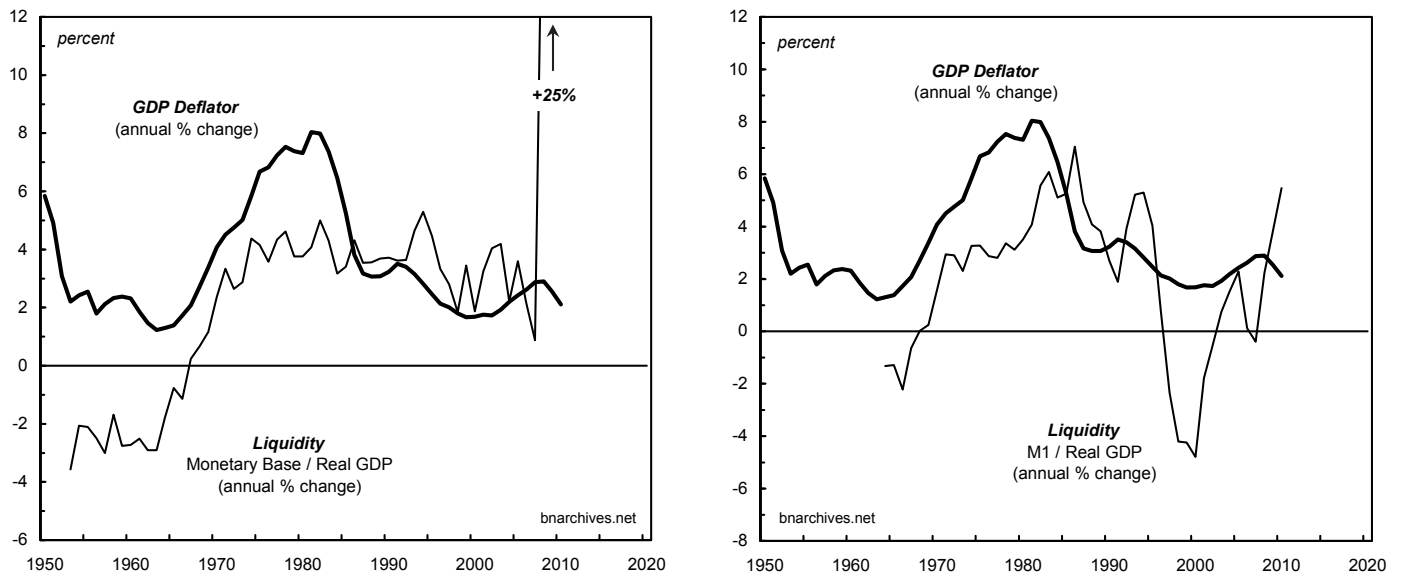 12
10
8
6
4
2
0
-2
-4
-6
percent
GDP Deflator
(annual % change)
+25%
Liquidity
Monetary Base / Real GDP
(annual % change)
bnarchives.net
1950 1960 1970 1980 1990 2000 2010 2020
12
10
8
6
4
2
0
-2
-4
-6
-8
percent
GDP Deflator
(annual % change)
Liquidity
M1 / Real GDP
(annual % change)
bnarchives.net
1950 1960 1970 1980 1990 2000 2010 2020